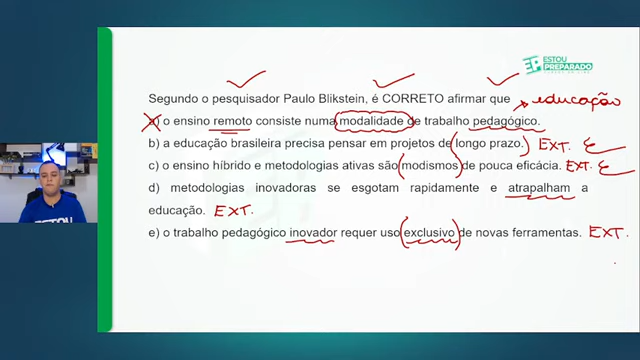 ESTOU
PREPARADO
Segundo o pesquisador Paulo Blikstein, é CORRETO afirmar que
educação
a) o ensino remoto consiste numa modalidade de trabalho pedagógico.
b) a educação brasileira precisa pensar em projetos de longo prazo. EXT.
c) o ensino híbrido e metodologias ativas são modismos de pouca eficácia. EXT.
d) metodologias inovadoras se esgotam rapidamente e atrapalham a
educação. EXT.
e) o trabalho pedagógico inovador requer uso exclusivo de novas ferramentas. EXT.
ESTOU